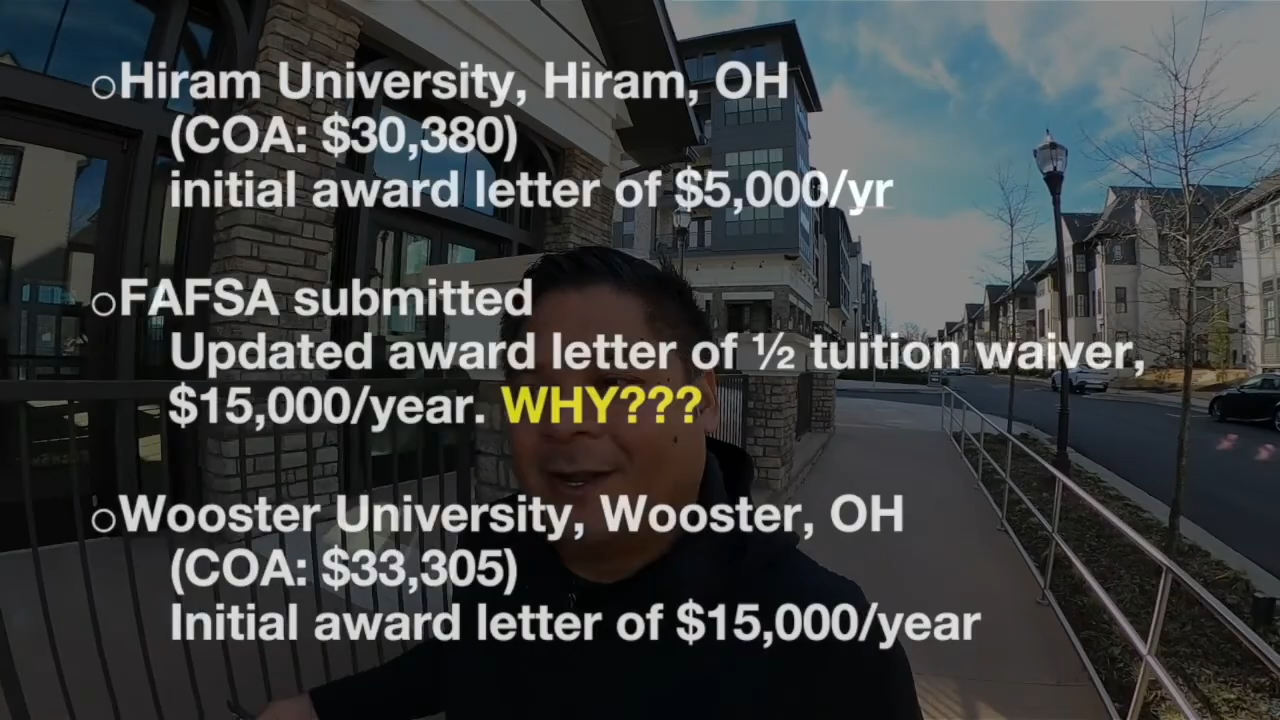 ○Hiram University, Hiram, OH
(COA: $30,380)
initial award letter of $5,000/yr
○FAFSA submitted
Updated award letter of ½ tuition waiver,
$15,000/year. WHY???
○Wooster University, Wooster, OH
(COA: $33,305)
Initial award letter of $15,000/year